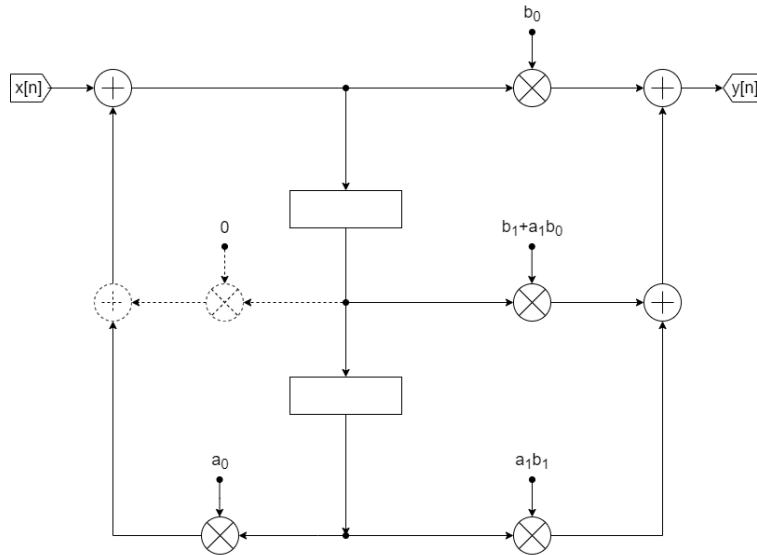 b₀
x[n]
y[n]
0
b₁+a₁b₀
a₀
a₁b₁